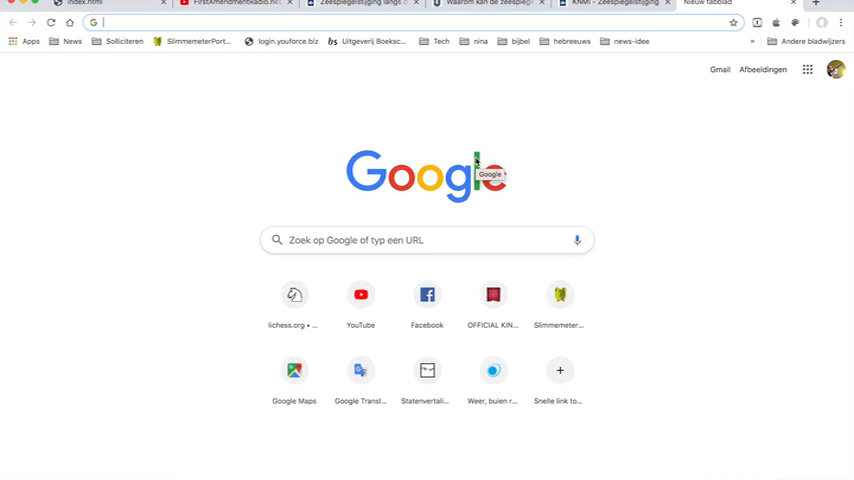 index.html
FirstAmendmentRadio.ne
Zeespiegelstijging langs d
Waarom kan de zeespiege
KNMI - Zeespiegelstijging
Nieuw tabblad
Apps
News
Solliciteren
SlimmemeterPort...
login.youforce.biz
Uitgeverij Boeksc...
Tech
nina
bijbel
hebreeuws
news-idee
»
Andere bladwijzers
Gmail
Afbeeldingen
Google
Google
Zoek op Google of typ een URL
lichess.org • ...
YouTube
Facebook
OFFICIAL KIN...
Slimmemeter...
Google Maps
Google Transl...
Statenvertali...
Weer, buien r...
Snelle link to...